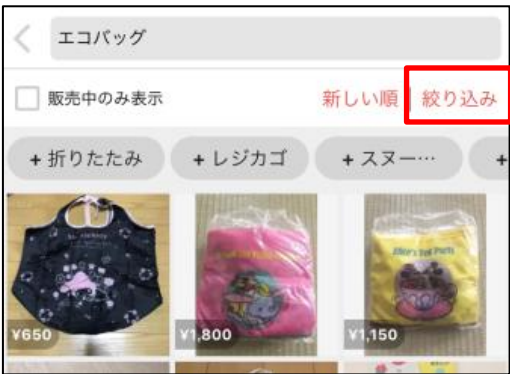 エコバッグ
販売中のみ表示
新しい順
絞り込み
+ 折りたたみ
+ レジカゴ
+ スヌー…
+
¥650
¥1,800
¥1,150